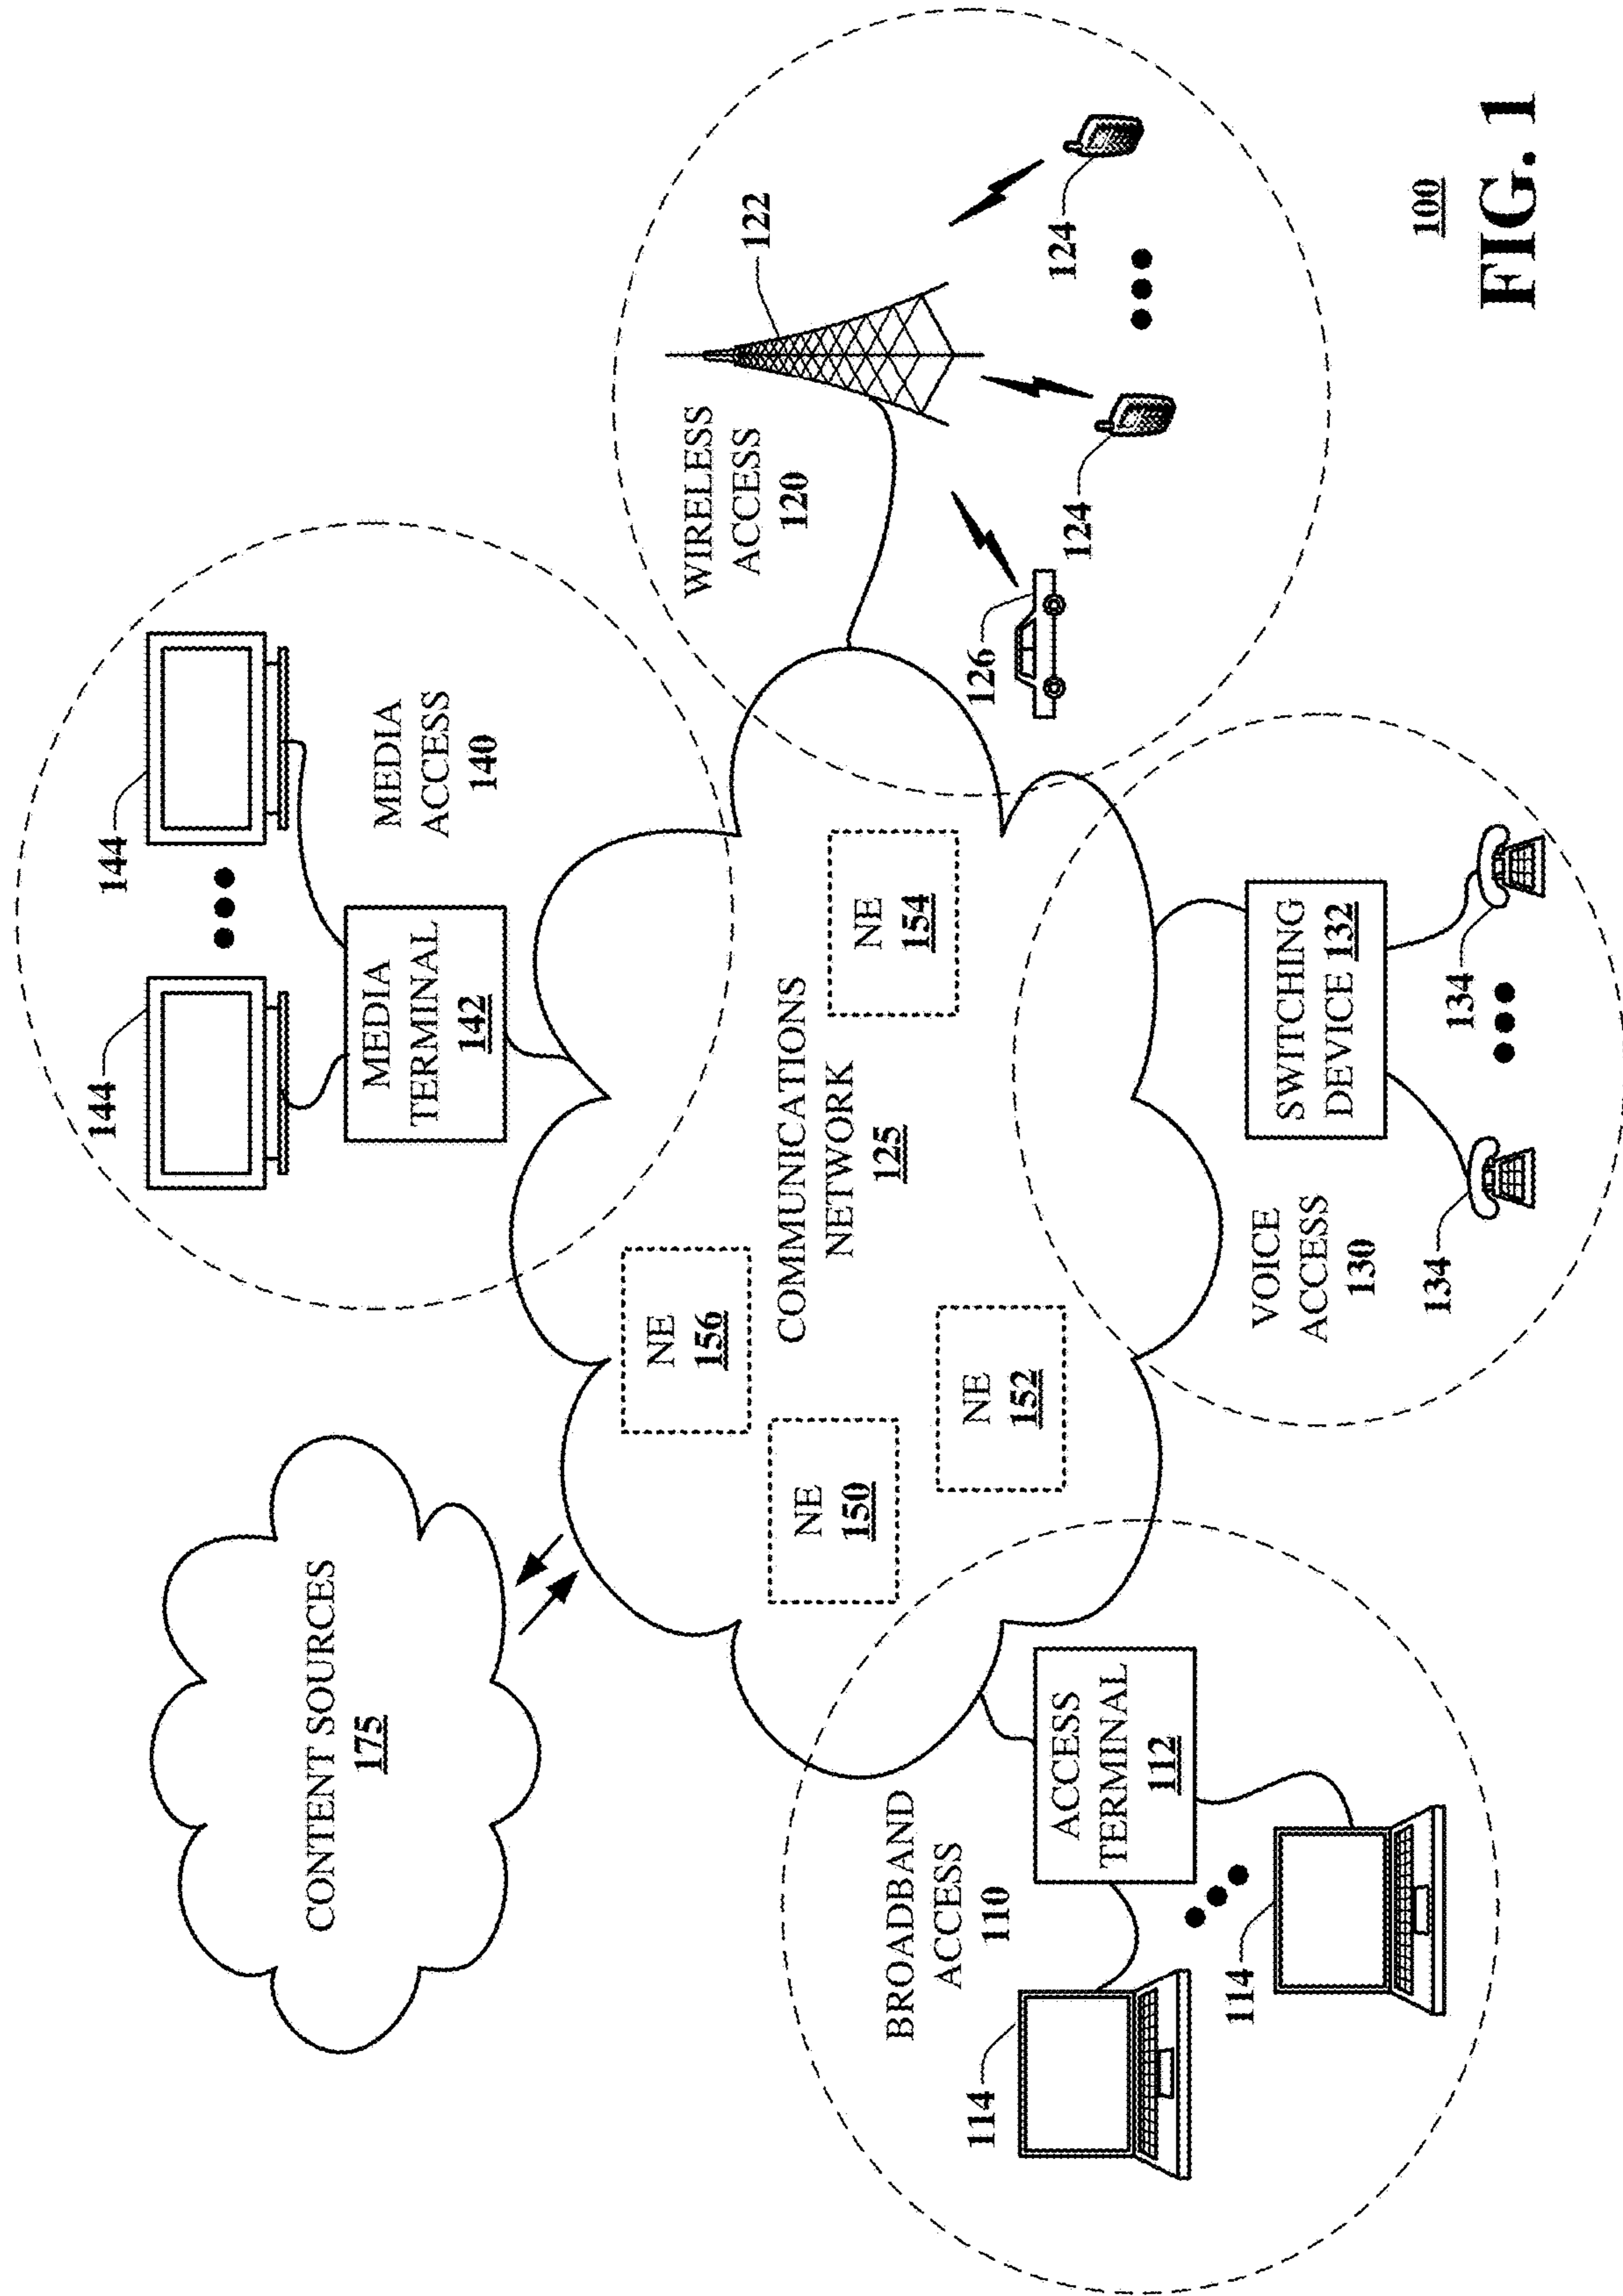 CONTENT SOURCES
175
144
144
MEDIA
TERMINAL
142
MEDIA
ACCESS
140
NE
156
NE
150
NE
152
COMMUNICATIONS
NETWORK
125
NE
154
WIRELESS
ACCESS
120
122
126
124
124
BROADBAND
ACCESS
110
ACCESS
TERMINAL
112
114
114
VOICE
ACCESS
130
SWITCHING
DEVICE 132
134
134
100
FIG. 1